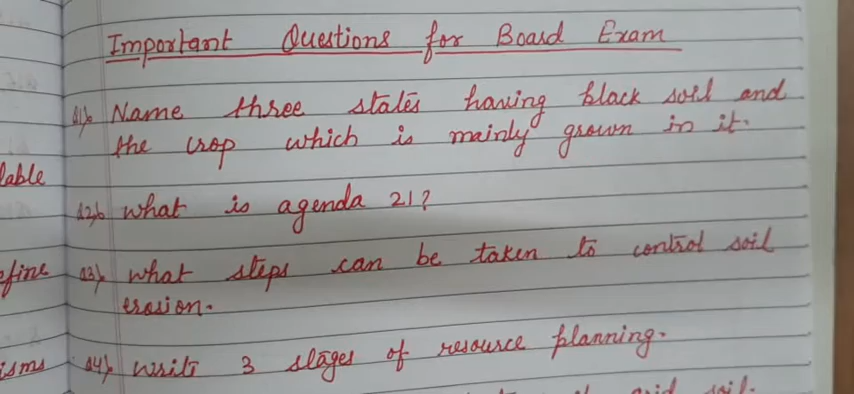 Important Questions for Board Exam
Q1) Name three states having black soil and
the crop which is mainly grown in it.
lable
Q2) What is agenda 21?
efine Q3) What steps can be taken to control soil
erosion.
isms Q4) Write 3 stages of resource planning.
soil.